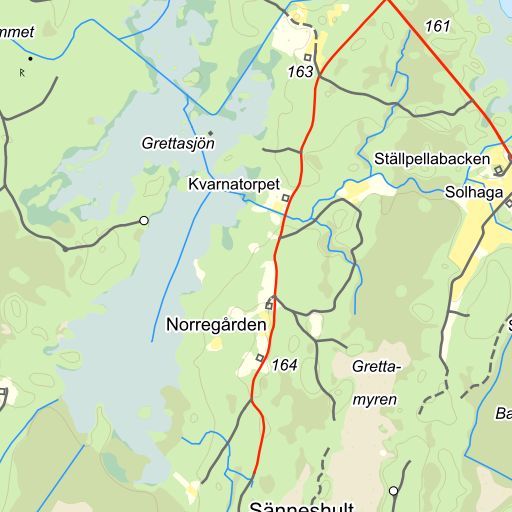 161
mmet
163
Grettasjön
Ställpellabacken
Kvarnatorpet
Solhaga
Norregården
164
Gretta-
myren
Ba
Sänneshult